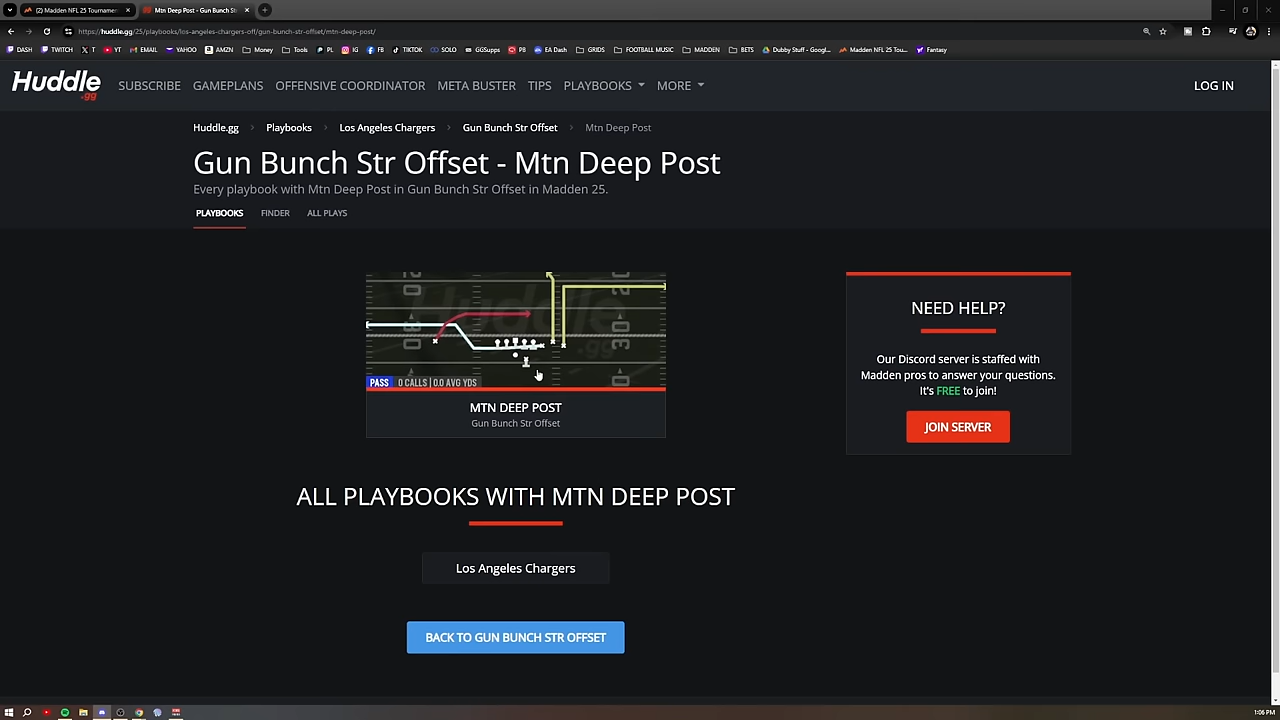 (2) Madden NFL 25 Tournamen
Mtn Deep Post - Gun Bunch Str
https://huddle.gg/25/playbooks/los-angeles-chargers-off/gun-bunch-str-offset/mtn-deep-post/
DASH TWITCH T YT EMAIL YAHOO AMZN Money Tools PL IG FB TIKTOK SOLO GGSupps PB EA Dash GRIDS FOOTBALL MUSIC MADDEN BETS Dubby Stuff - Googl... Madden NFL 25 Tou... Fantasy
Huddle.gg SUBSCRIBE GAMEPLANS OFFENSIVE COORDINATOR META BUSTER TIPS PLAYBOOKS MORE LOG IN
Huddle.gg > Playbooks > Los Angeles Chargers > Gun Bunch Str Offset > Mtn Deep Post
Gun Bunch Str Offset - Mtn Deep Post
Every playbook with Mtn Deep Post in Gun Bunch Str Offset in Madden 25.
PLAYBOOKS FINDER ALL PLAYS
PASS 0 CALLS | 0.0 AVG YDS
MTN DEEP POST
Gun Bunch Str Offset
NEED HELP?
Our Discord server is staffed with
Madden pros to answer your questions.
It's FREE to join!
JOIN SERVER
ALL PLAYBOOKS WITH MTN DEEP POST
Los Angeles Chargers
BACK TO GUN BUNCH STR OFFSET
1:06 PM